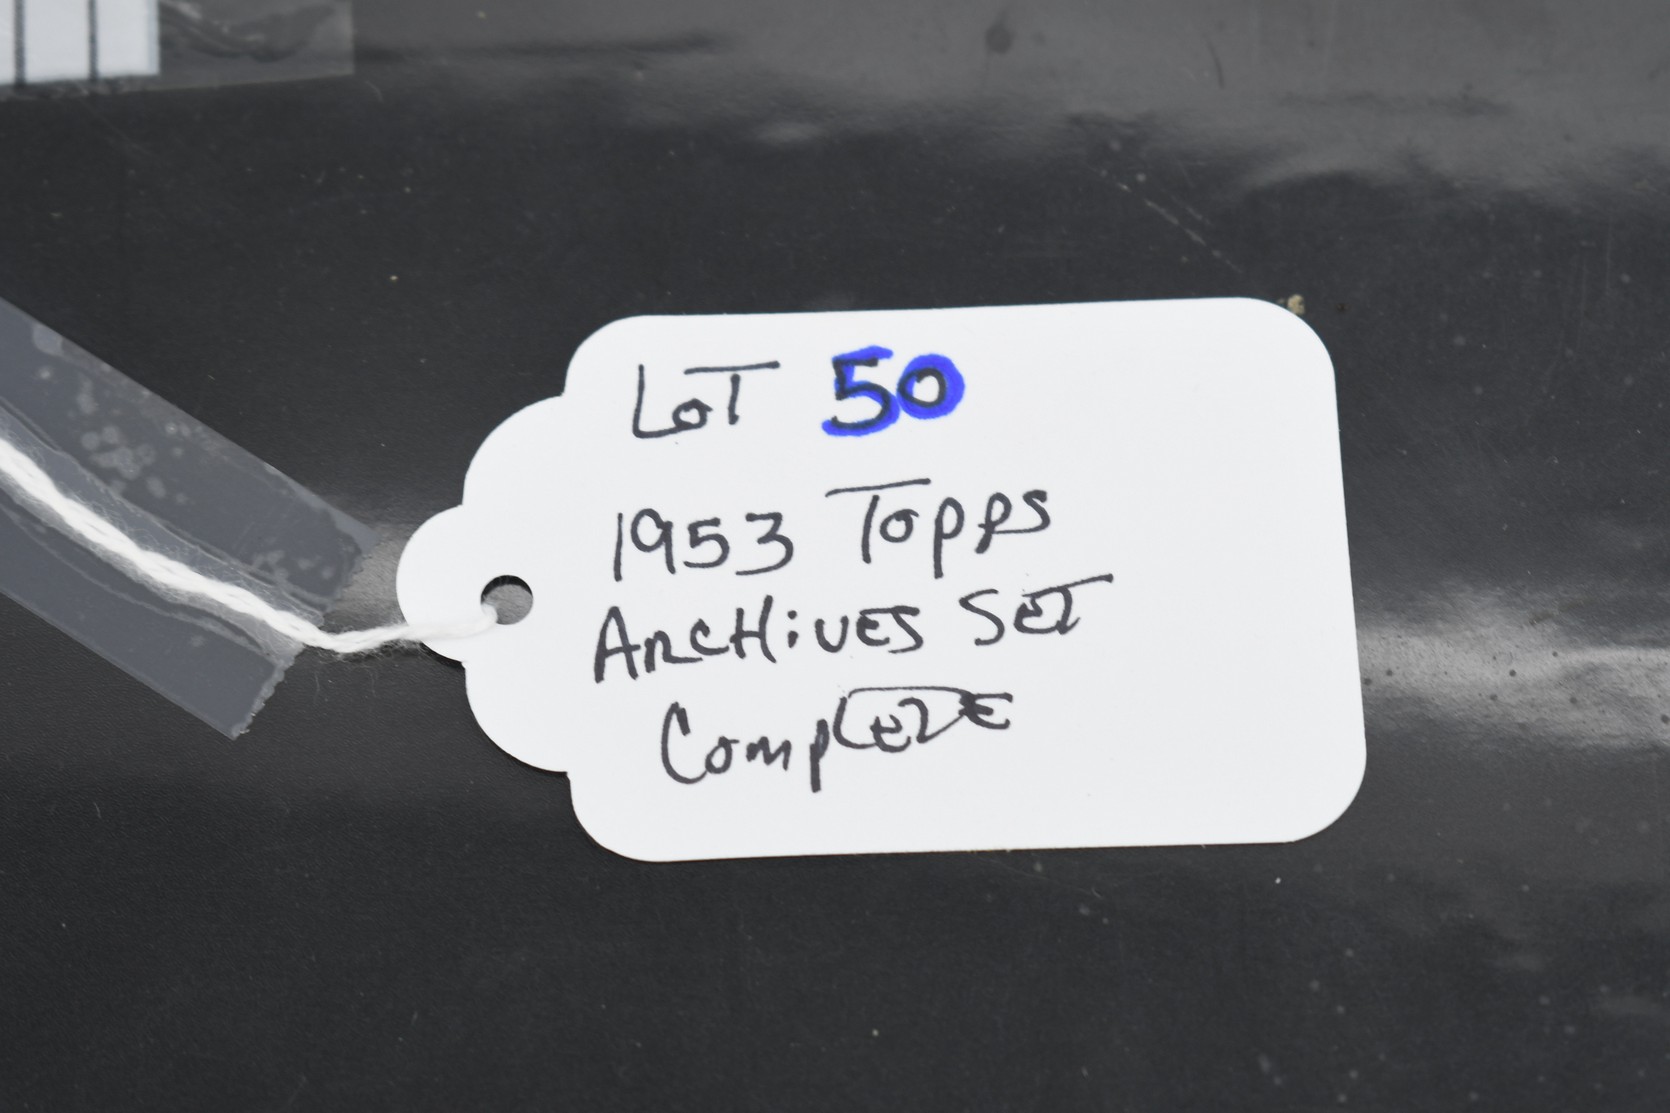 LOT 50
1953 Topps
ARCHiVES SET
CompLETE